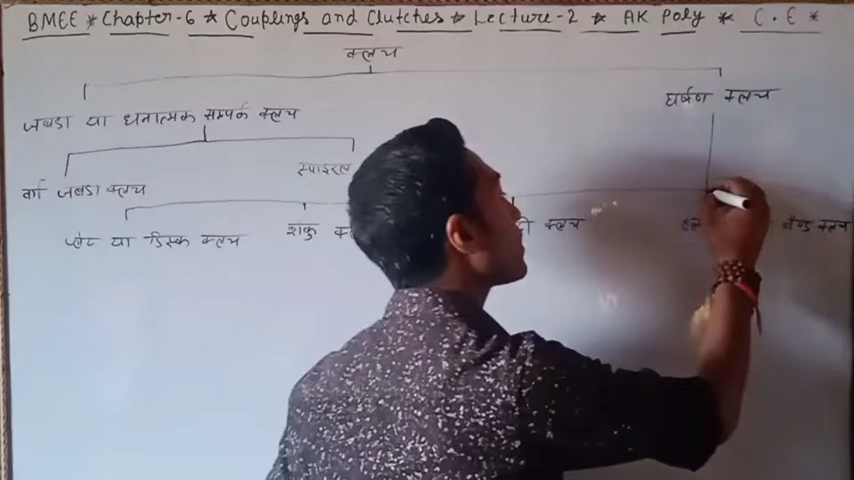 BMEE * Chapter-6 * Couplings and Clutches * Lecture-2 * AK Poly * C.E *
क्लच
जबडा या धनात्मक सम्पर्क क्लच घर्षण क्लच
वर्ग जबडा क्लच स्पाइरल
प्लेट या डिस्क क्लच शंकु क्लच बैण्ड क्लच